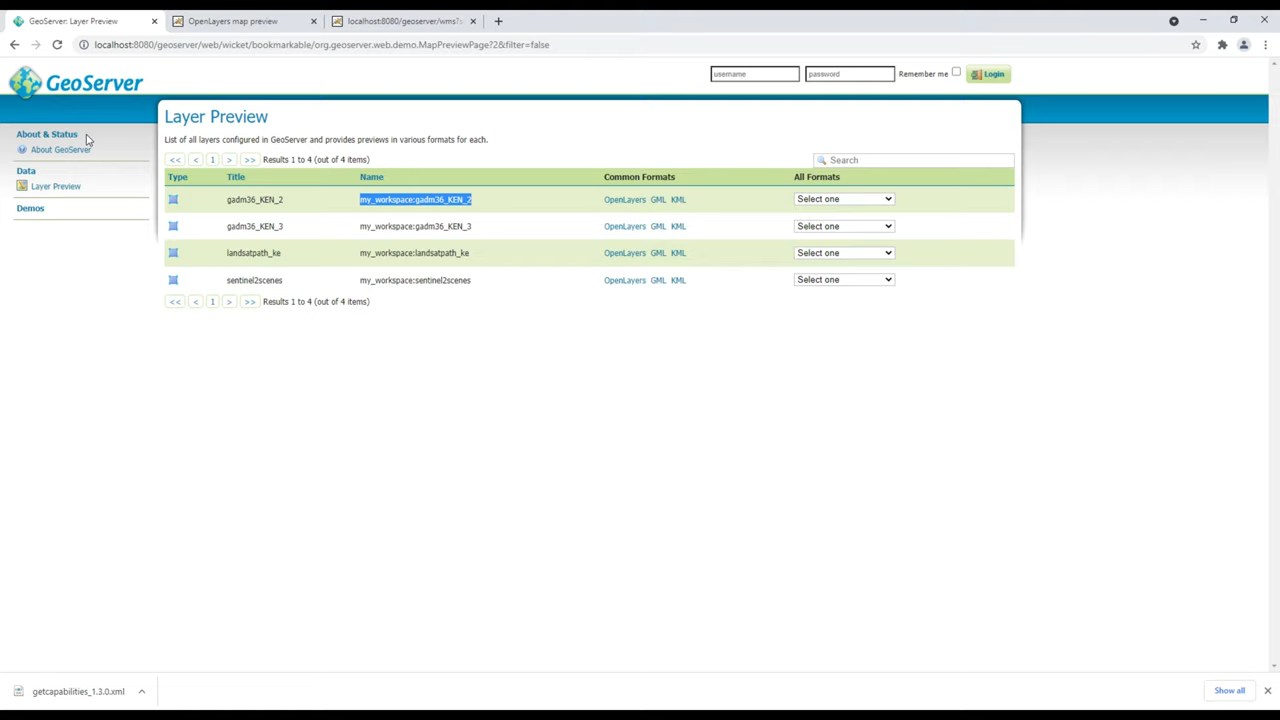 GeoServer: Layer Preview
OpenLayers map preview
localhost:8080/geoserver/wms?s
localhost:8080/geoserver/web/wicket/bookmarkable/org.geoserver.web.demo.MapPreviewPage?2&filter=false
GeoServer
username
password
Remember me
Login
About & Status
About GeoServer
Data
Layer Preview
Demos
Layer Preview
List of all layers configured in GeoServer and provides previews in various formats for each.
<< < 1 > >> Results 1 to 4 (out of 4 items)
Search
Type Title Name Common Formats All Formats
gadm36_KEN_2 my_workspace:gadm36_KEN_2 OpenLayers GML KML Select one
gadm36_KEN_3 my_workspace:gadm36_KEN_3 OpenLayers GML KML Select one
landsatpath_ke my_workspace:landsatpath_ke OpenLayers GML KML Select one
sentinel2scenes my_workspace:sentinel2scenes OpenLayers GML KML Select one
<< < 1 > >> Results 1 to 4 (out of 4 items)
getcapabilities_1.3.0.xml
Show all